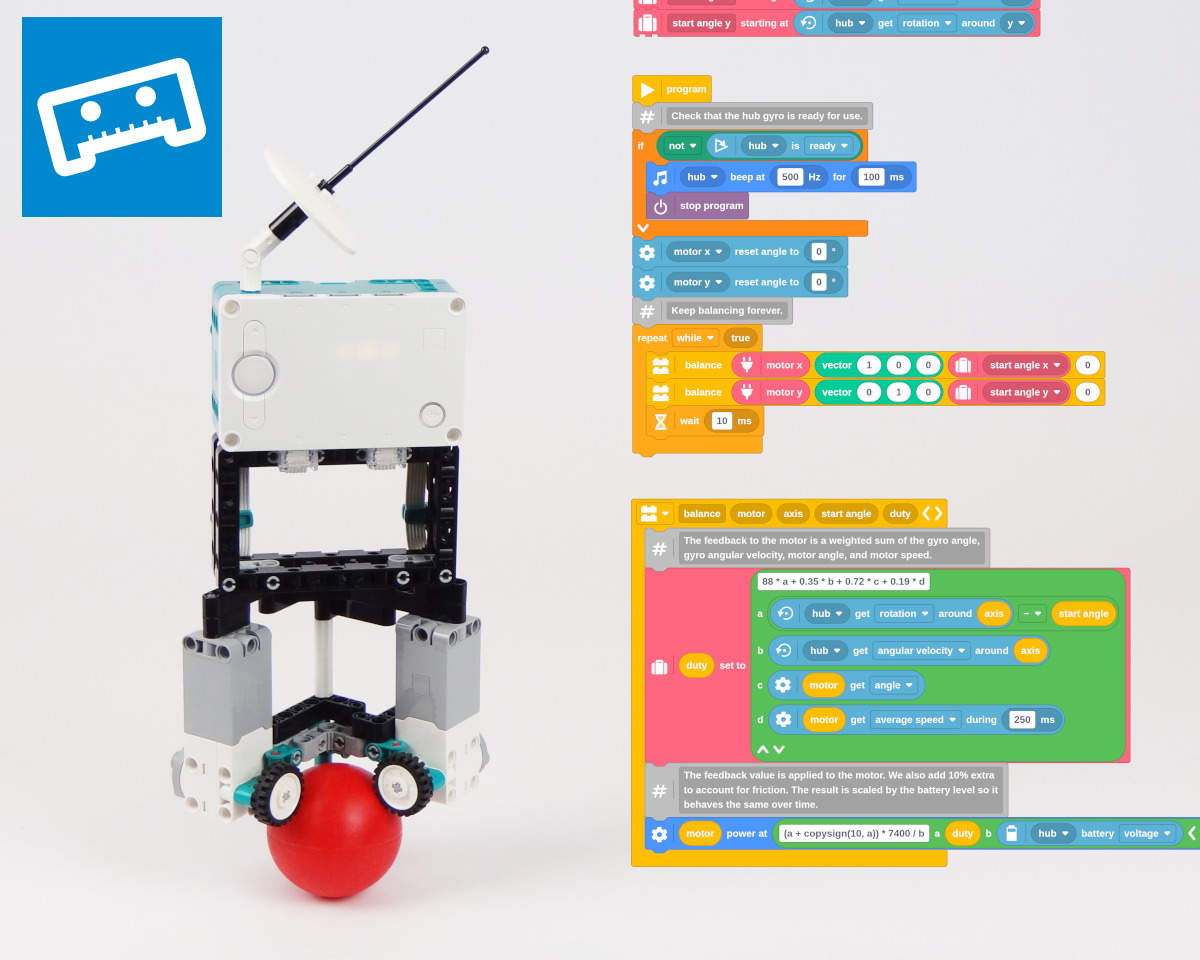 start angle y starting at hub get rotation around y
program
Check that the hub gyro is ready for use.
if not hub is ready
hub beep at 500 Hz for 100 ms
stop program
motor x reset angle to 0 °
motor y reset angle to 0 °
Keep balancing forever.
repeat while true
balance motor x vector 1 0 0 start angle x 0
balance motor y vector 0 1 0 start angle y 0
wait 10 ms
balance motor axis start angle duty
The feedback to the motor is a weighted sum of the gyro angle,
gyro angular velocity, motor angle, and motor speed.
88 * a + 0.35 * b + 0.72 * c + 0.19 * d
a hub get rotation around axis − start angle
b hub get angular velocity around axis
duty set to
c motor get angle
d motor get average speed during 250 ms
The feedback value is applied to the motor. We also add 10% extra
to account for friction. The result is scaled by the battery level so it
behaves the same over time.
motor power at (a + copysign(10, a)) * 7400 / b a duty b hub battery voltage